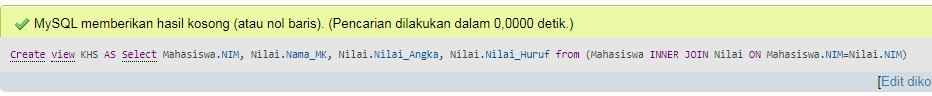 MySQL memberikan hasil kosong (atau nol baris). (Pencarian dilakukan dalam 0,0000 detik.)
Create view KHS AS Select Mahasiswa.NIM, Nilai.Nama_MK, Nilai.Nilai_Angka, Nilai.Nilai_Huruf from (Mahasiswa INNER JOIN Nilai ON Mahasiswa.NIM=Nilai.NIM)
[Edit diko